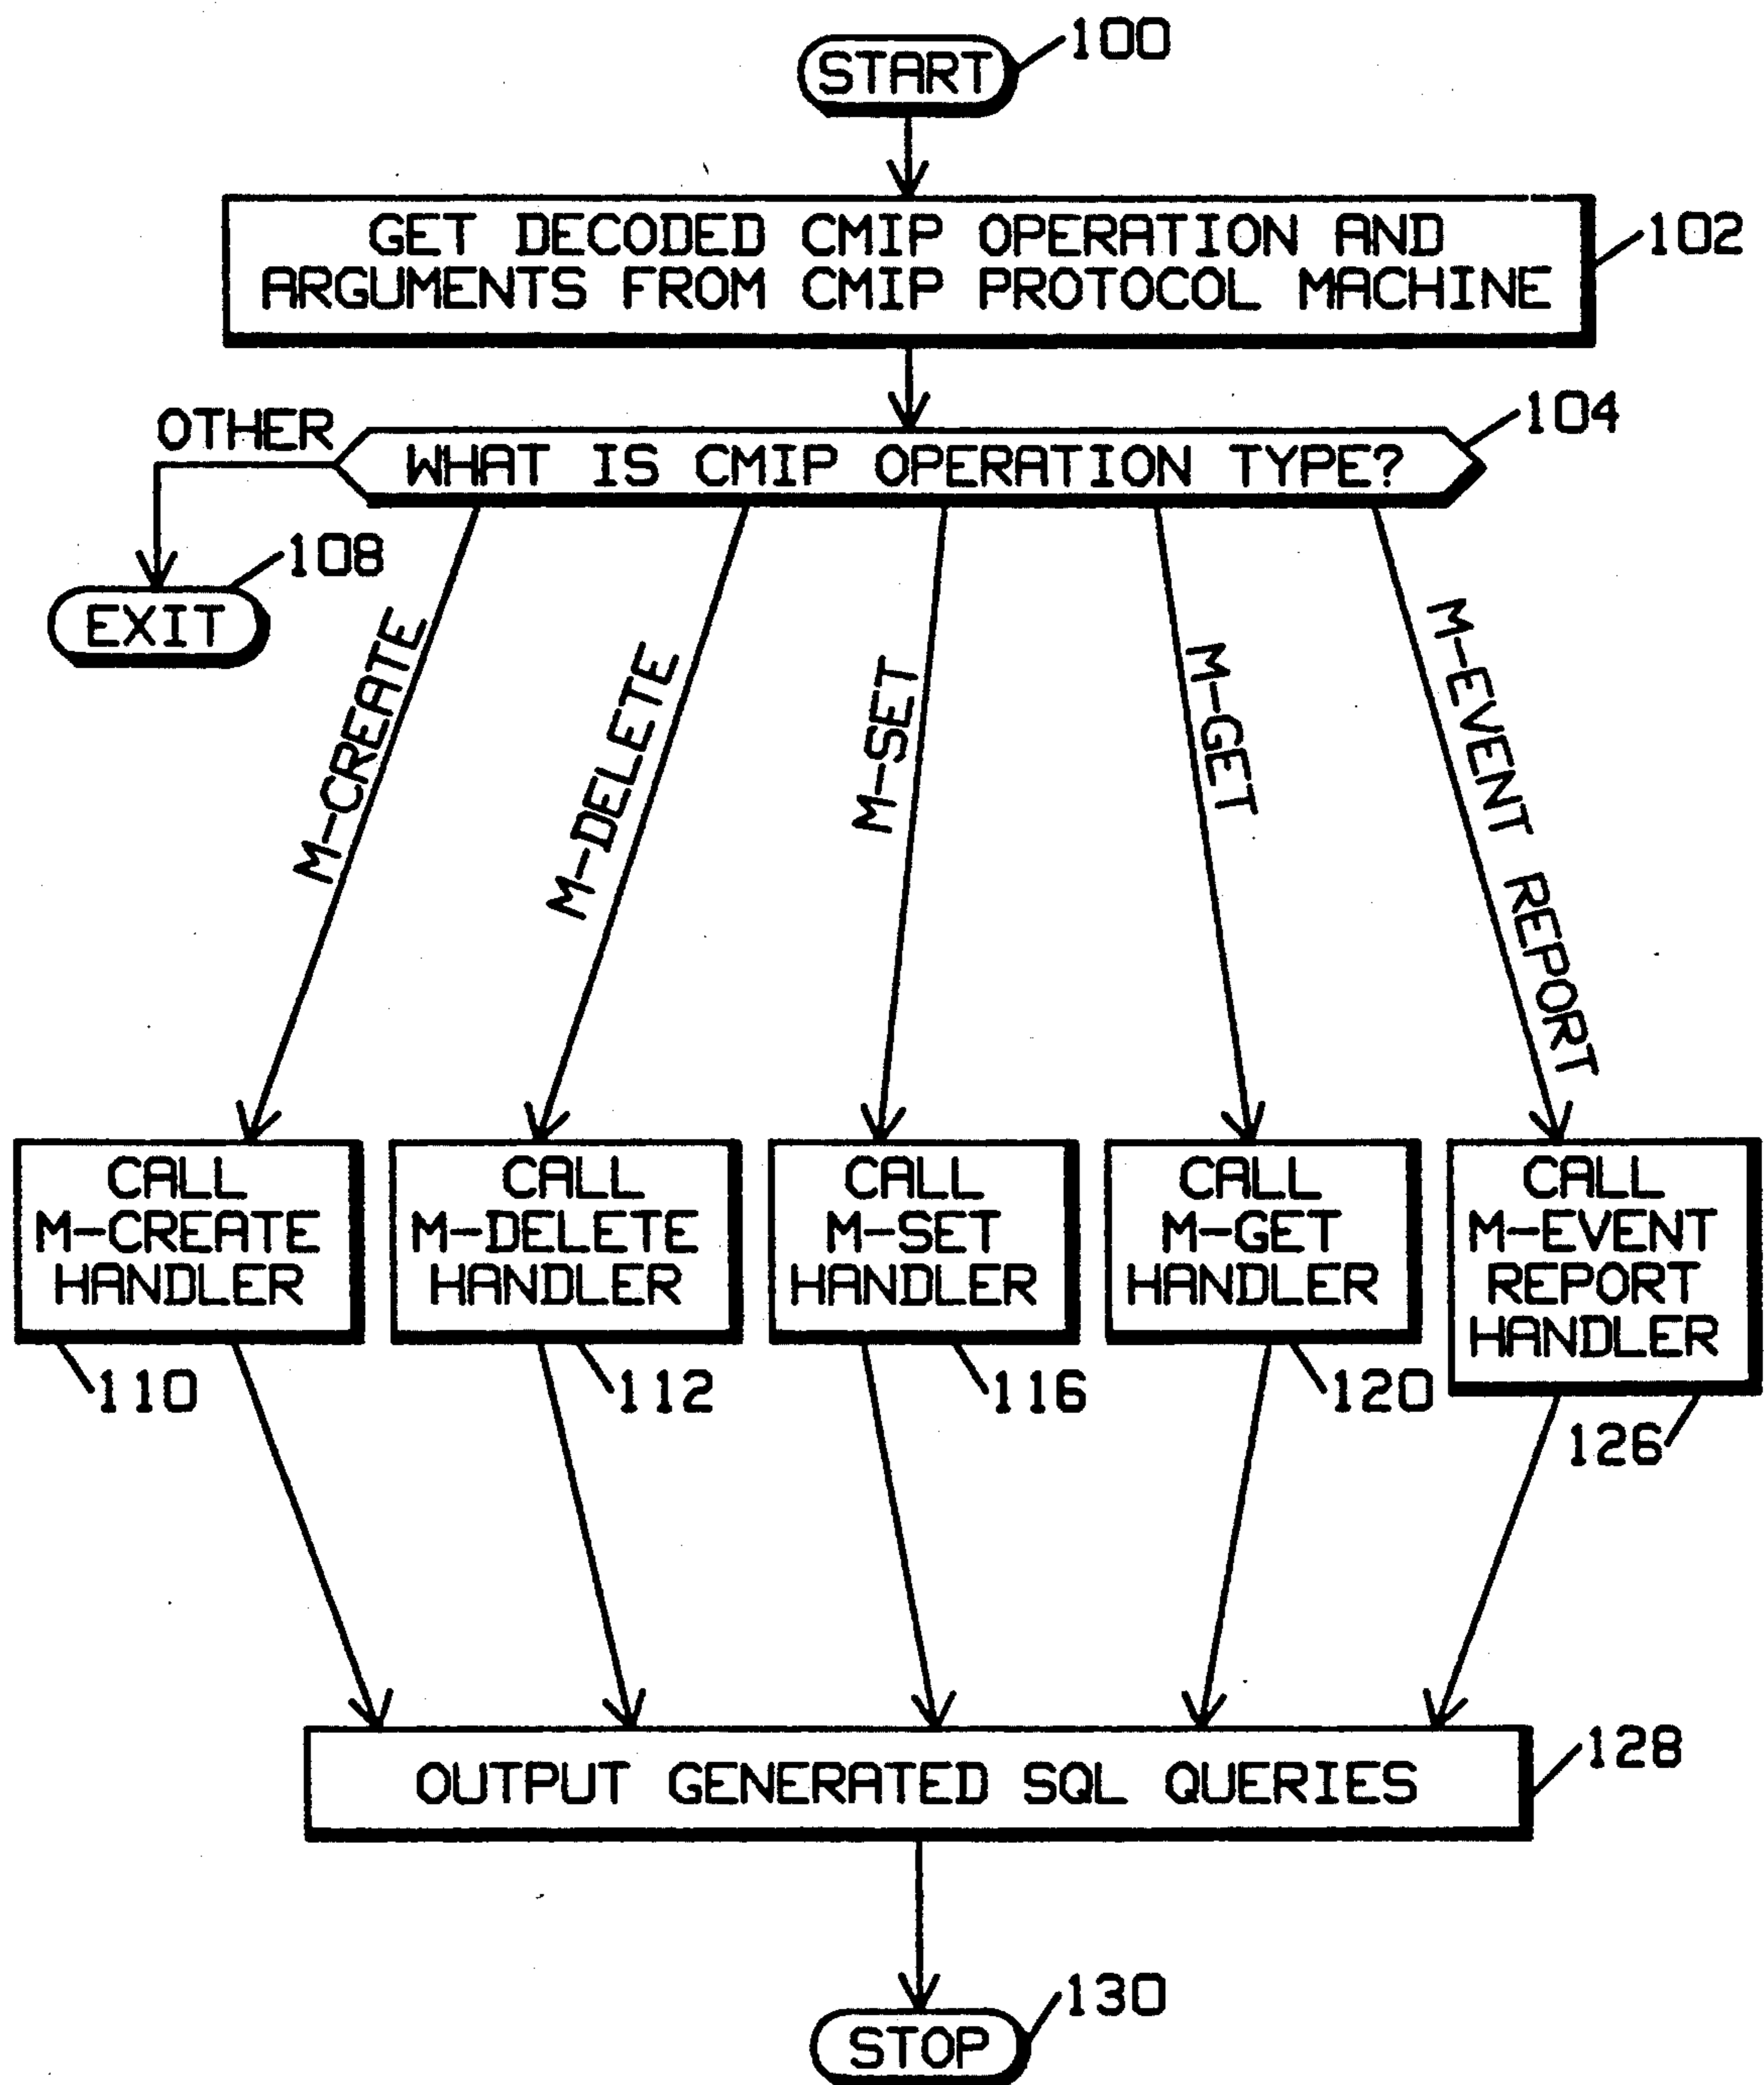 START
100
GET DECODED CMIP OPERATION AND
ARGUMENTS FROM CMIP PROTOCOL MACHINE
102
OTHER
WHAT IS CMIP OPERATION TYPE?
104
EXIT
108
M-CREATE
M-DELETE
M-SET
M-GET
M-EVENT REPORT
CALL
M-CREATE
HANDLER
110
CALL
M-DELETE
HANDLER
112
CALL
M-SET
HANDLER
116
CALL
M-GET
HANDLER
120
CALL
M-EVENT
REPORT
HANDLER
126
OUTPUT GENERATED SQL QUERIES
128
STOP
130